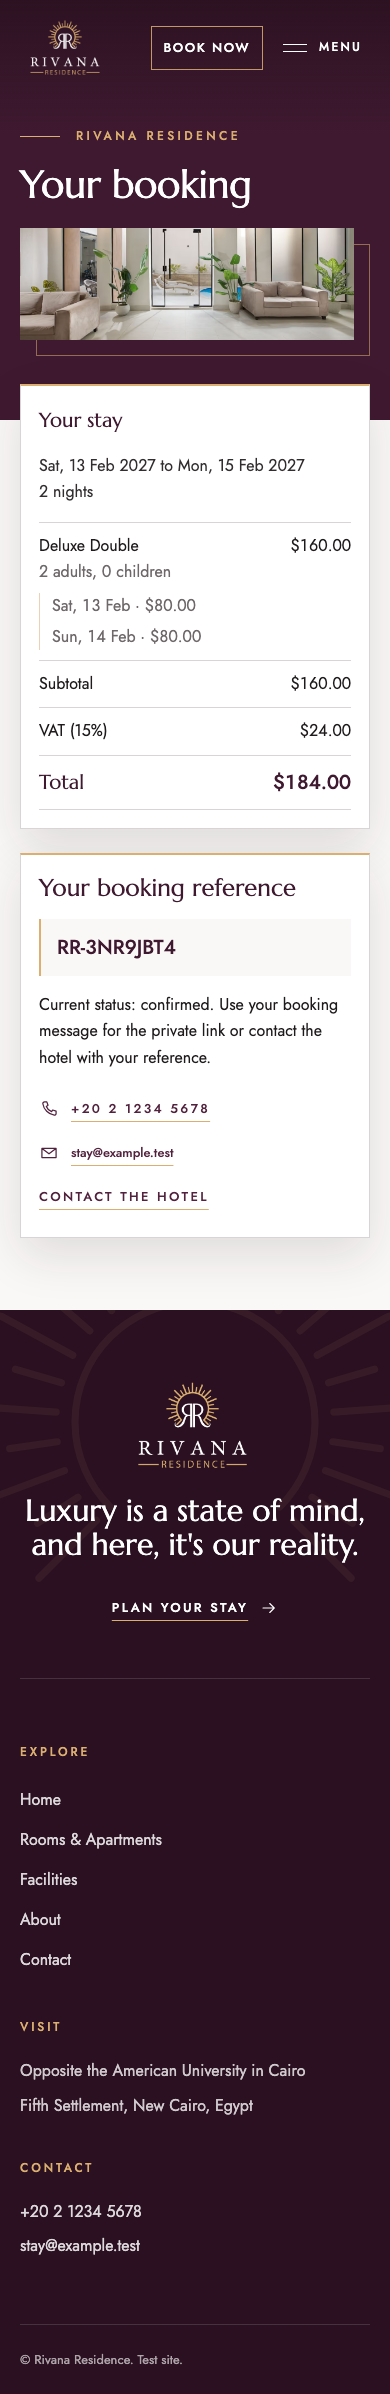 RIVANA
RESIDENCE
BOOK NOW
MENU
RIVANA RESIDENCE
Your booking
Your stay
Sat, 13 Feb 2027 to Mon, 15 Feb 2027
2 nights
Deluxe Double $160.00
2 adults, 0 children
Sat, 13 Feb · $80.00
Sun, 14 Feb · $80.00
Subtotal $160.00
VAT (15%) $24.00
Total $184.00
Your booking reference
RR-3NR9JBT4
Current status: confirmed. Use your booking
message for the private link or contact the
hotel with your reference.
+20 2 1234 5678
stay@example.test
CONTACT THE HOTEL
RIVANA
RESIDENCE
Luxury is a state of mind,
and here, it's our reality.
PLAN YOUR STAY
EXPLORE
Home
Rooms & Apartments
Facilities
About
Contact
VISIT
Opposite the American University in Cairo
Fifth Settlement, New Cairo, Egypt
CONTACT
+20 2 1234 5678
stay@example.test
© Rivana Residence. Test site.